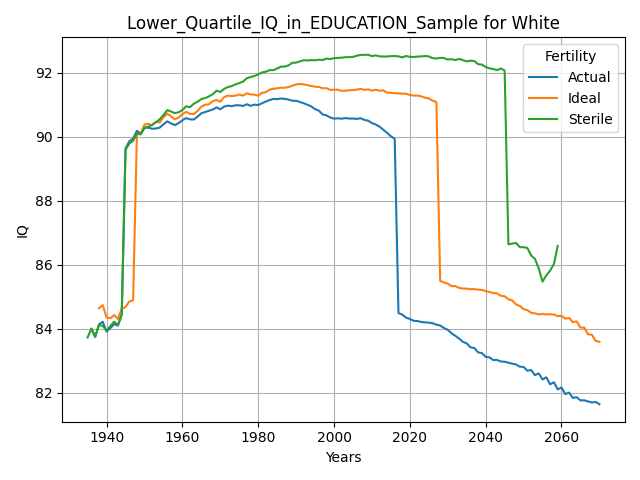 Lower_Quartile_IQ_in_EDUCATION_Sample for White
Fertility
Actual
Ideal
Sterile
IQ
92
90
88
86
84
82
1940 1960 1980 2000 2020 2040 2060
Years